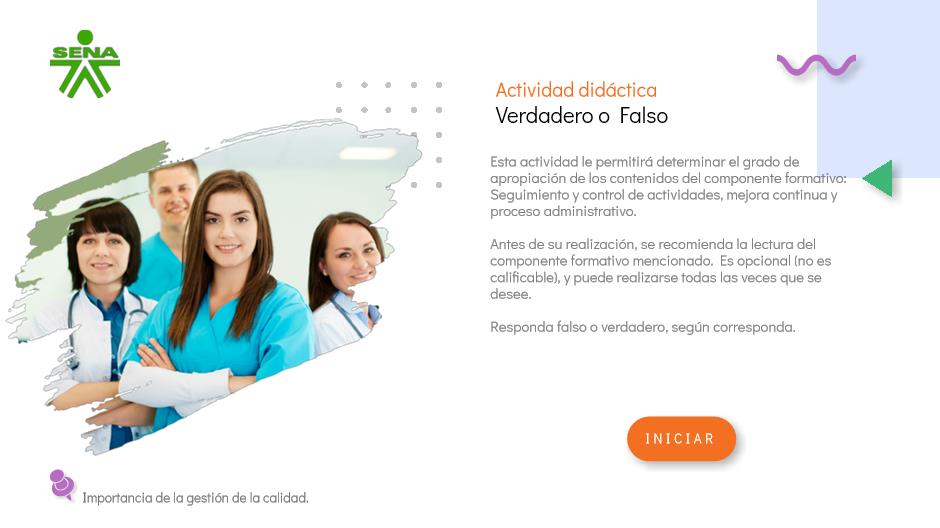 SENA
Actividad didáctica
Verdadero o Falso
Esta actividad le permitirá determinar el grado de
apropiación de los contenidos del componente formativo:
Seguimiento y control de actividades, mejora continua y
proceso administrativo.
Antes de su realización, se recomienda la lectura del
componente formativo mencionado. Es opcional (no es
calificable), y puede realizarse todas las veces que se
desee.
Responda falso o verdadero, según corresponda.
INICIAR
Importancia de la gestión de la calidad.